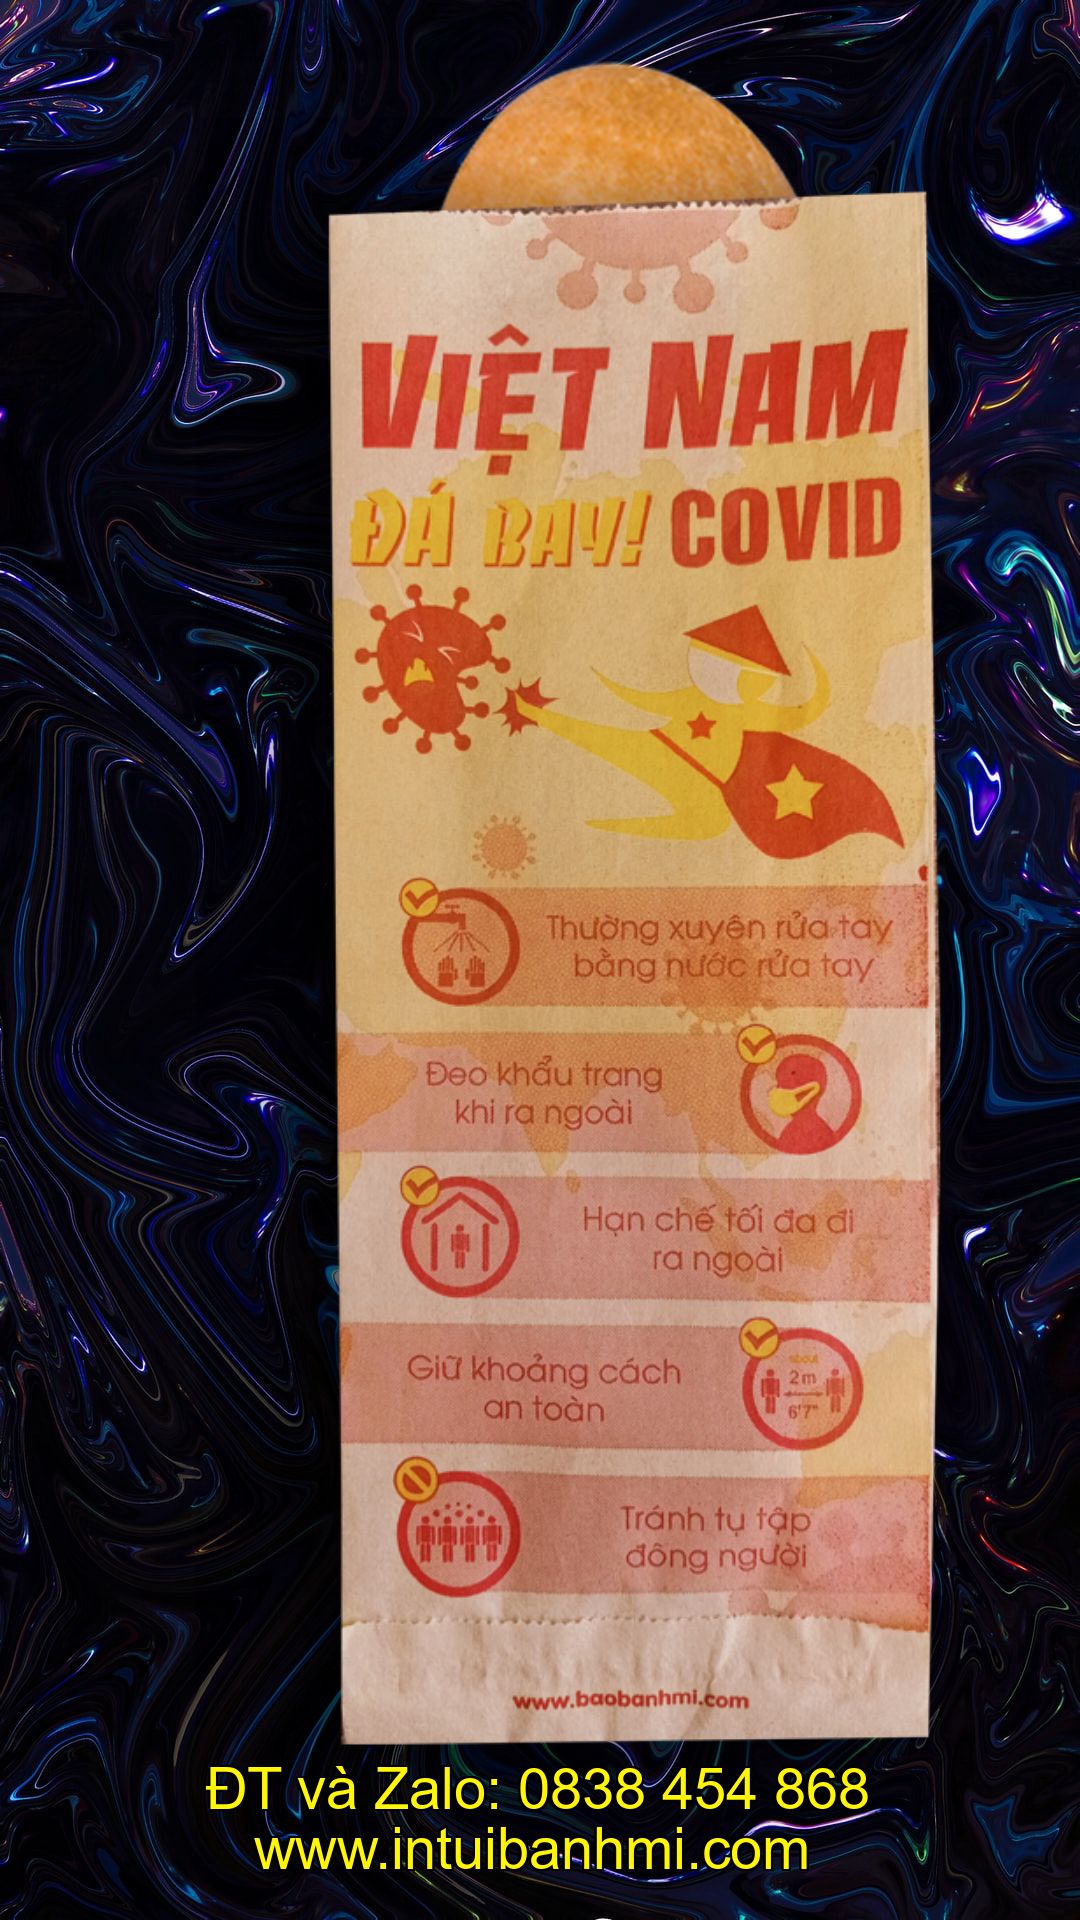 VIỆT NAM
ĐÁ BAY! COVID
Thường xuyên rửa tay
bằng nước rửa tay
Đeo khẩu trang
khi ra ngoài
Hạn chế tối đa đi
ra ngoài
Giữ khoảng cách
an toàn
about
2m
6'7"
Tránh tụ tập
đông người
www.baobanhmi.com
ĐT và Zalo: 0838 454 868
www.intuibanhmi.com